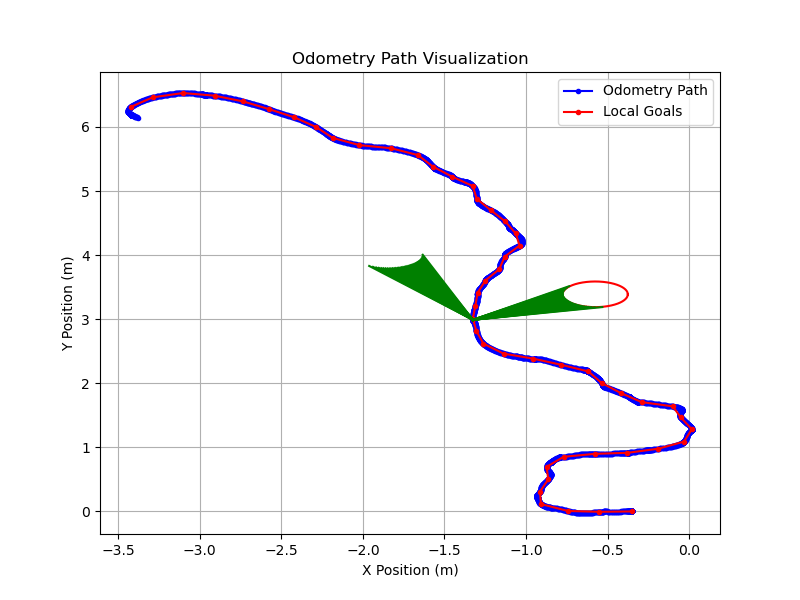 Odometry Path Visualization
Odometry Path
Local Goals
Y Position (m)
6
5
4
3
2
1
0
−3.5 −3.0 −2.5 −2.0 −1.5 −1.0 −0.5 0.0
X Position (m)